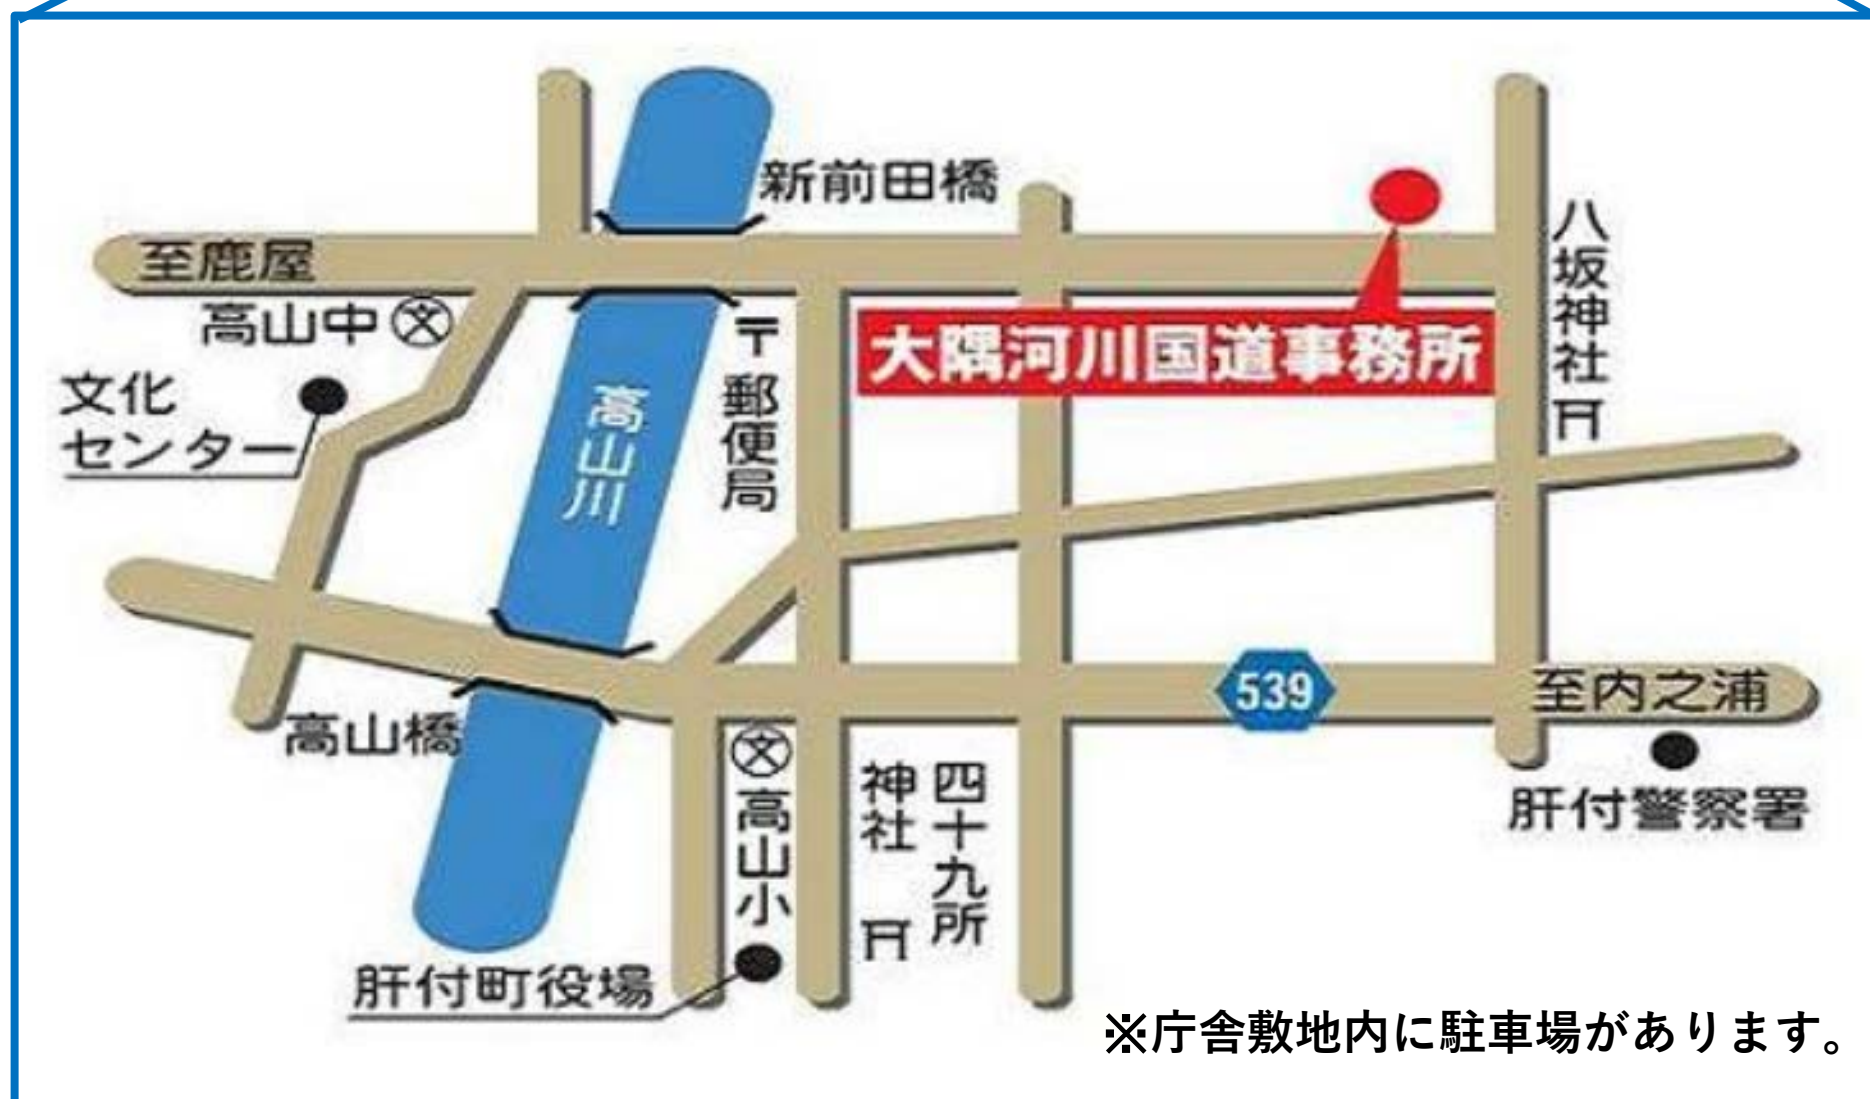 新前田橋
至鹿屋
高山中
八坂神社
〒郵便局
大隅河川国道事務所
文化
センター
高山川
539
至内之浦
高山橋
高山小
四十九所
神社
肝付警察署
肝付町役場
※庁舎敷地内に駐車場があります。